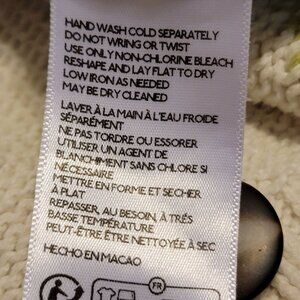 HAND WASH COLD SEPARATELY
DO NOT WRING OR TWIST
USE ONLY NON-CHLORINE BLEACH
RESHAPE AND LAY FLAT TO DRY
LOW IRON AS NEEDED
MAY BE DRY CLEANED
LAVER À LA MAIN À L'EAU FROIDE
SÉPARÉMENT
NE PAS TORDRE OU ESSORER
UTILISER UN AGENT DE
BLANCHIMENT SANS CHLORE SI
NÉCESSAIRE
METTRE EN FORME ET SECHER
À PLAT
REPASSER, AU BESOIN, À TRÉS
BASSE TEMPÉRATURE
PEUT-ÊTRE ÊTRE NETTOYÉE À SEC
HECHO EN MACAO
FR